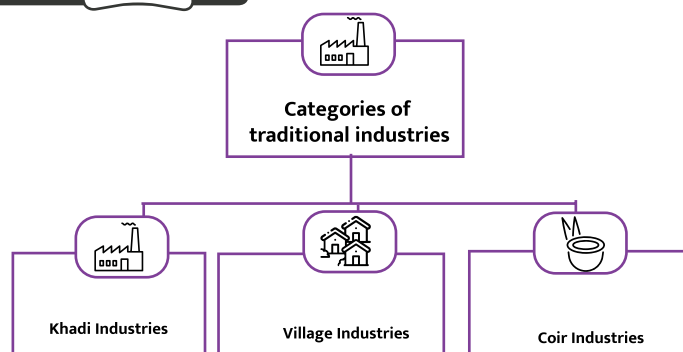 Categories of
traditional industries
Khadi Industries
Village Industries
Coir Industries